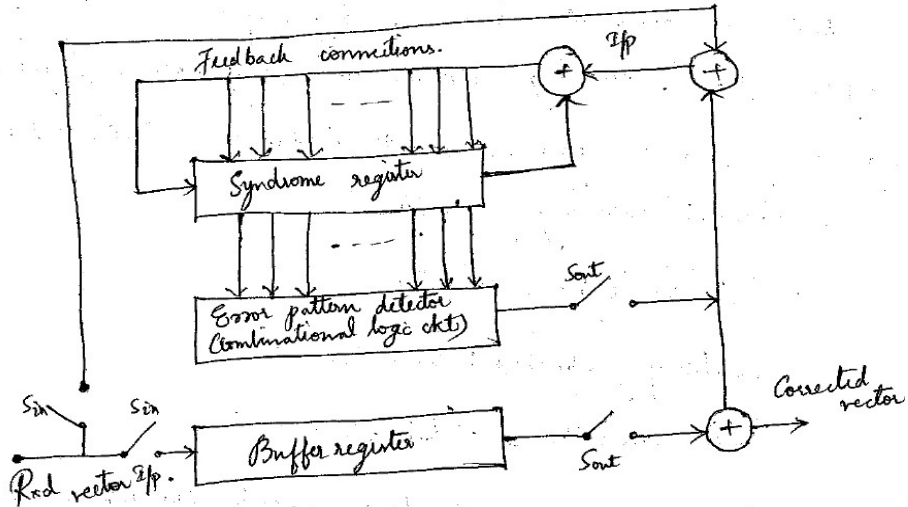 Feedback connections.
I/p
+
+
Syndrome register
Error pattern detector
(Combinational logic ckt)
Sout
Sin
Sin
Buffer register
Sout
+
Corrected
vector
Rxd vector I/p.